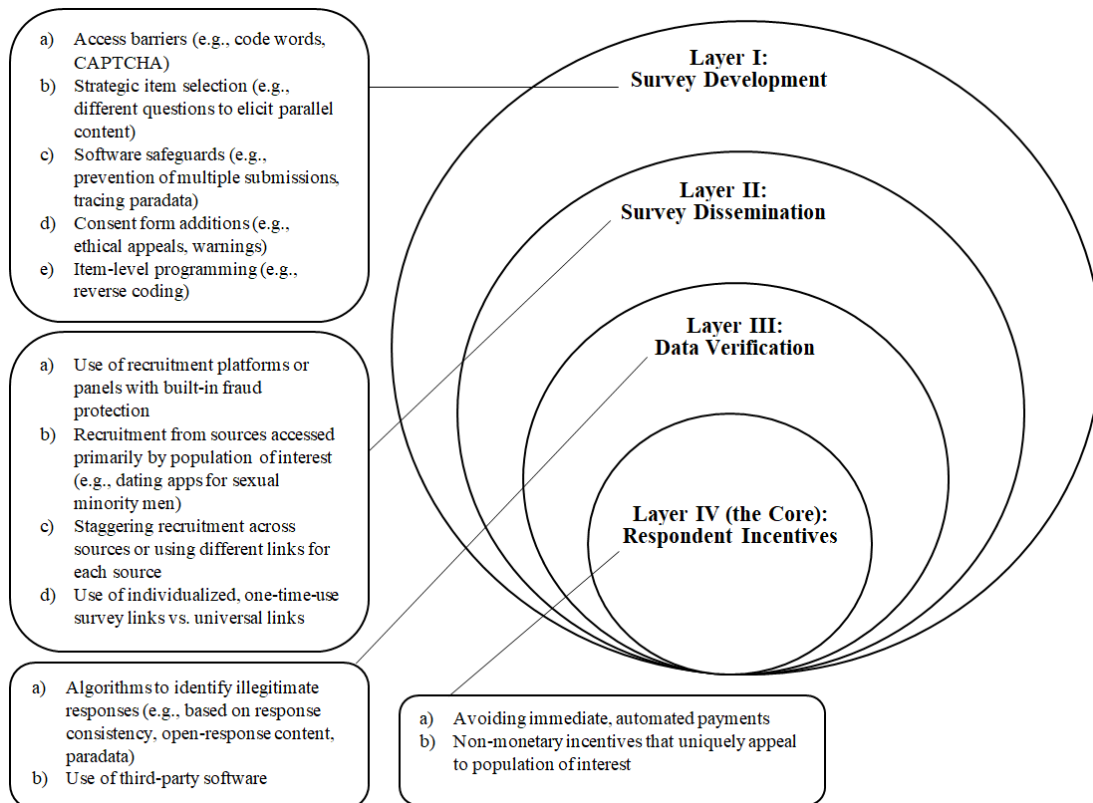 a) Access barriers (e.g., code words,
CAPTCHA)
b) Strategic item selection (e.g.,
different questions to elicit parallel
content)
c) Software safeguards (e.g.,
prevention of multiple submissions,
tracing paradata)
d) Consent form additions (e.g.,
ethical appeals, warnings)
e) Item-level programming (e.g.,
reverse coding)
Layer I:
Survey Development
Layer II:
Survey Dissemination
a) Use of recruitment platforms or
panels with built-in fraud
protection
b) Recruitment from sources accessed
primarily by population of interest
(e.g., dating apps for sexual
minority men)
c) Staggering recruitment across
sources or using different links for
each source
d) Use of individualized, one-time-use
survey links vs. universal links
Layer III:
Data Verification
Layer IV (the Core):
Respondent Incentives
a) Algorithms to identify illegitimate
responses (e.g., based on response
consistency, open-response content,
paradata)
b) Use of third-party software
a) Avoiding immediate, automated payments
b) Non-monetary incentives that uniquely appeal
to population of interest